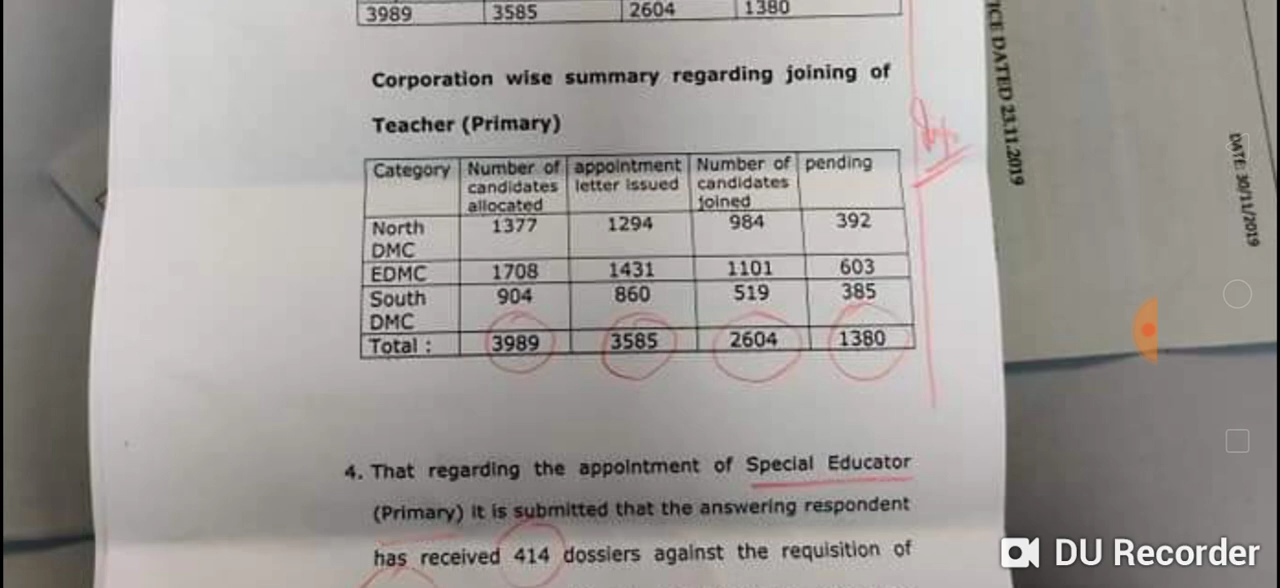 3989 3585 2604 1380
Corporation wise summary regarding joining of
Teacher (Primary)
Category Number of candidates allocated appointment letter issued Number of candidates joined pending
North DMC 1377 1294 984 392
EDMC 1708 1431 1101 603
South DMC 904 860 519 385
Total : 3989 3585 2604 1380
4. That regarding the appointment of Special Educator
(Primary) it is submitted that the answering respondent
has received 414 dossiers against the requisition of
ICE DATED 23.11.2019
DATE: 30/11/2019
DU Recorder